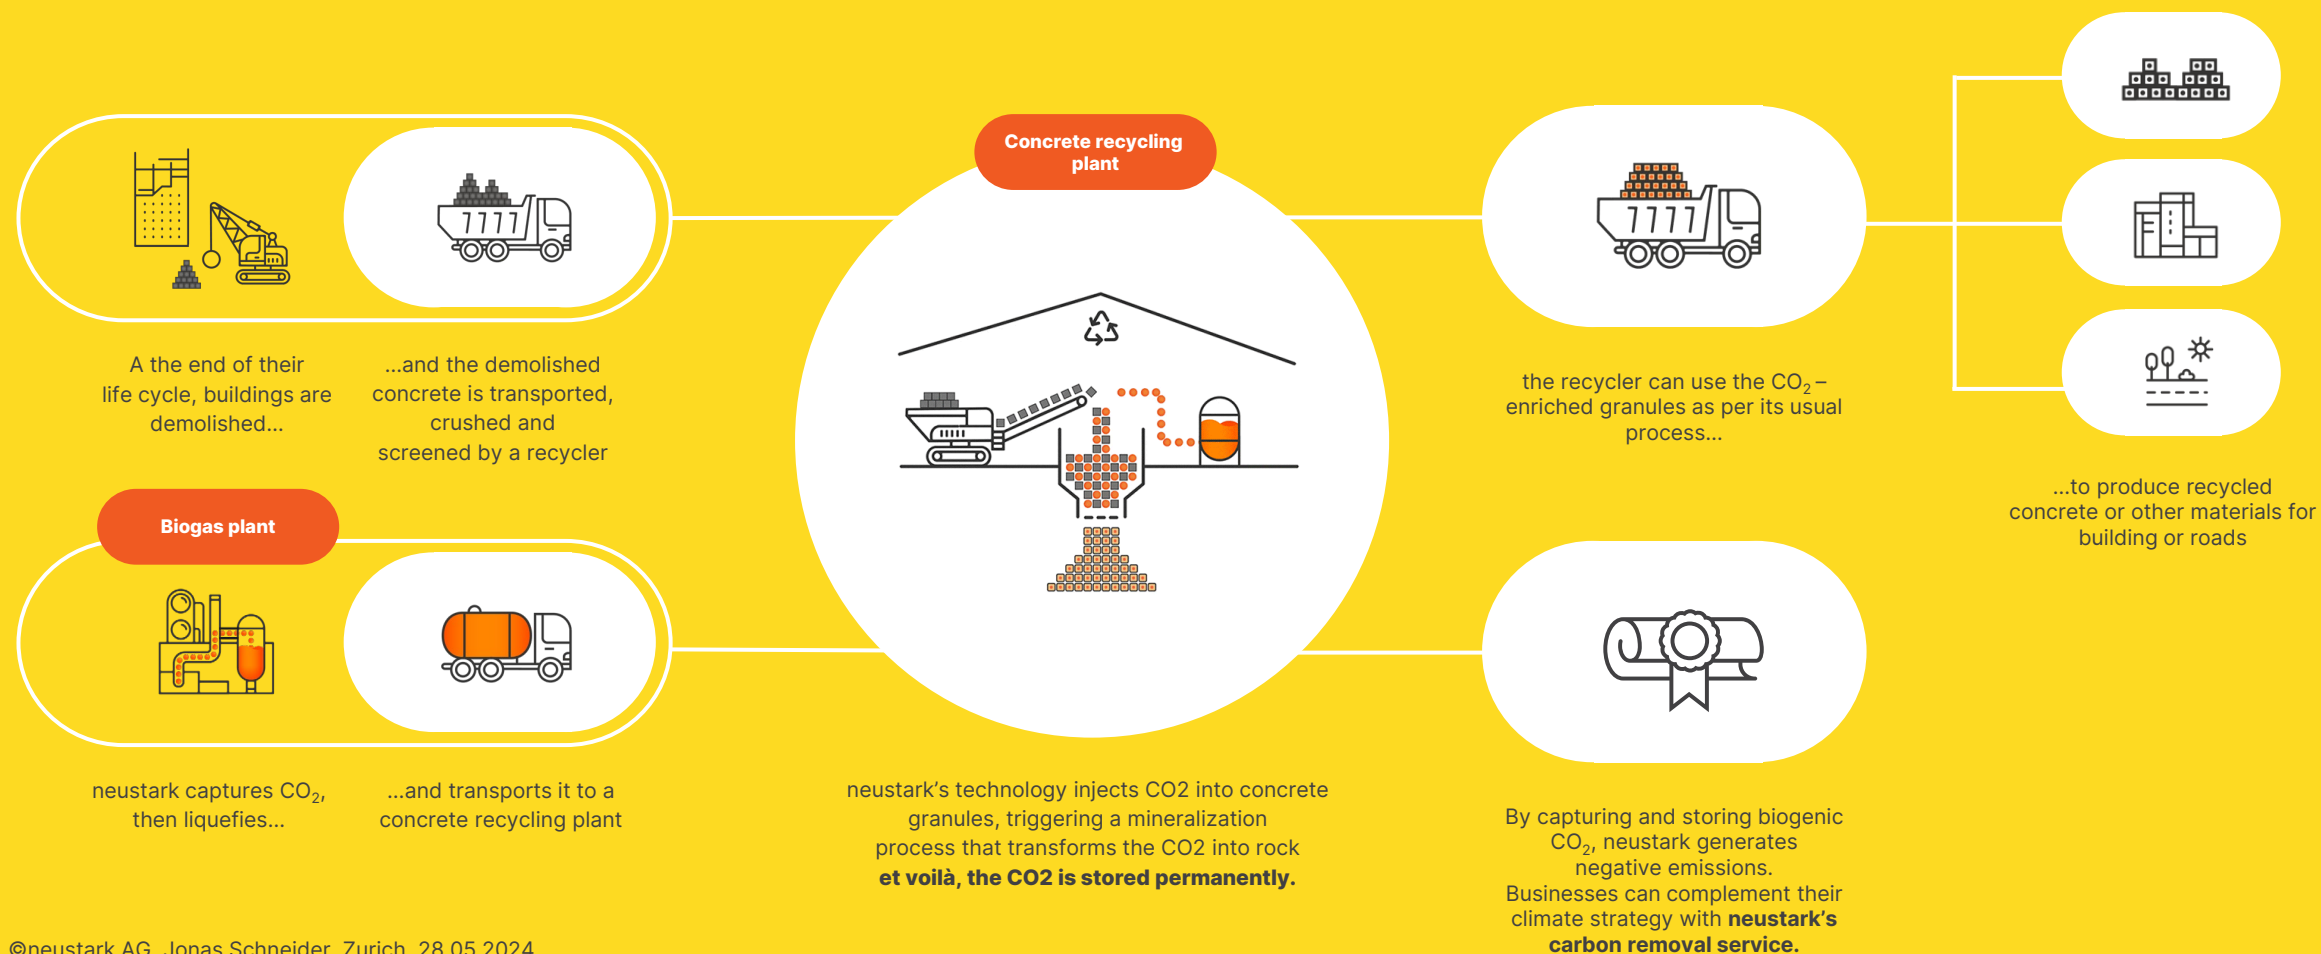 Concrete recycling
plant
A the end of their
life cycle, buildings are
demolished...
...and the demolished
concrete is transported,
crushed and
screened by a recycler
the recycler can use the CO₂ –
enriched granules as per its usual
process...
...to produce recycled
concrete or other materials for
building or roads
Biogas plant
neustark captures CO₂,
then liquefies...
...and transports it to a
concrete recycling plant
neustark’s technology injects CO2 into concrete
granules, triggering a mineralization
process that transforms the CO2 into rock
et voilà, the CO2 is stored permanently.
By capturing and storing biogenic
CO₂, neustark generates
negative emissions.
Businesses can complement their
climate strategy with neustark’s
carbon removal service.
©neustark AG, Jonas Schneider, Zurich, 28.05.2024